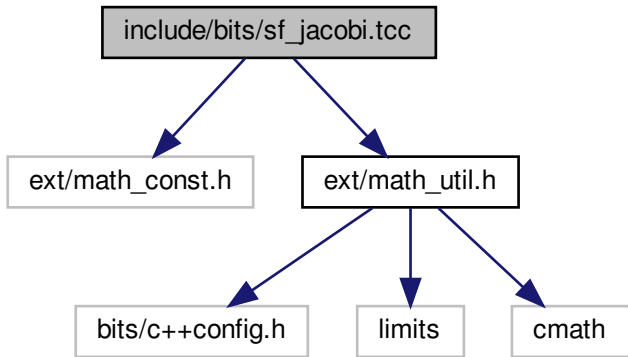 include/bits/sf_jacobi.tcc
ext/math_const.h
ext/math_util.h
bits/c++config.h
limits
cmath